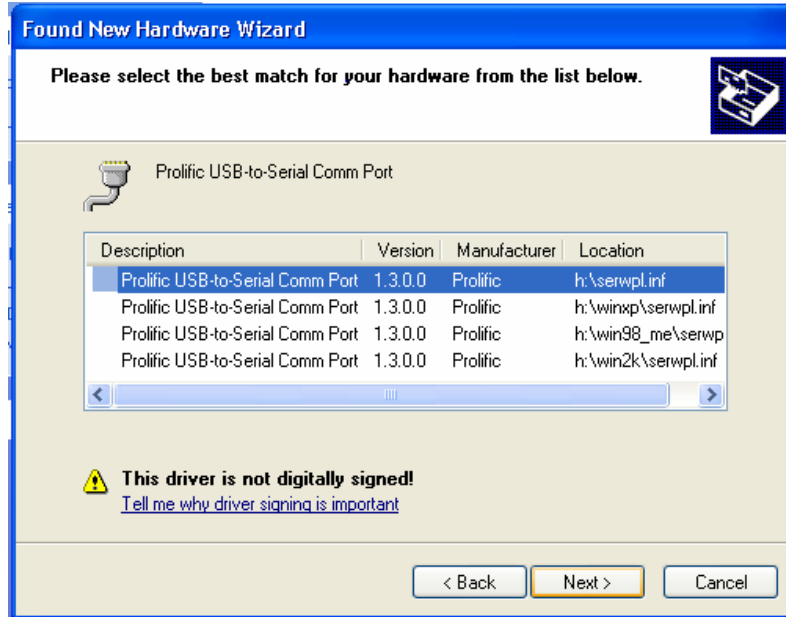 Found New Hardware Wizard
Please select the best match for your hardware from the list below.
Prolific USB-to-Serial Comm Port
Description Version Manufacturer Location
Prolific USB-to-Serial Comm Port 1.3.0.0 Prolific h:\serwpl.inf
Prolific USB-to-Serial Comm Port 1.3.0.0 Prolific h:\winxp\serwpl.inf
Prolific USB-to-Serial Comm Port 1.3.0.0 Prolific h:\win98_me\serwp
Prolific USB-to-Serial Comm Port 1.3.0.0 Prolific h:\win2k\serwpl.inf
This driver is not digitally signed!
Tell me why driver signing is important
< Back Next > Cancel